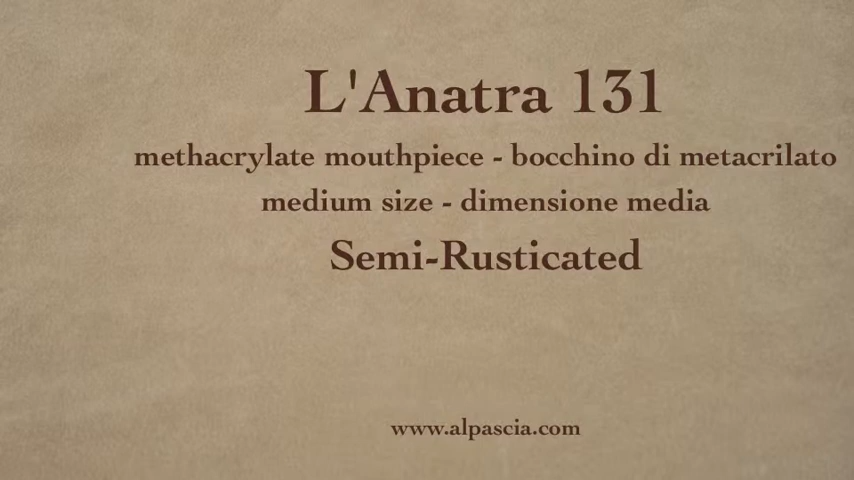 L'Anatra 131
methacrylate mouthpiece - bocchino di metacrilato
medium size - dimensione media
Semi-Rusticated
www.alpascia.com